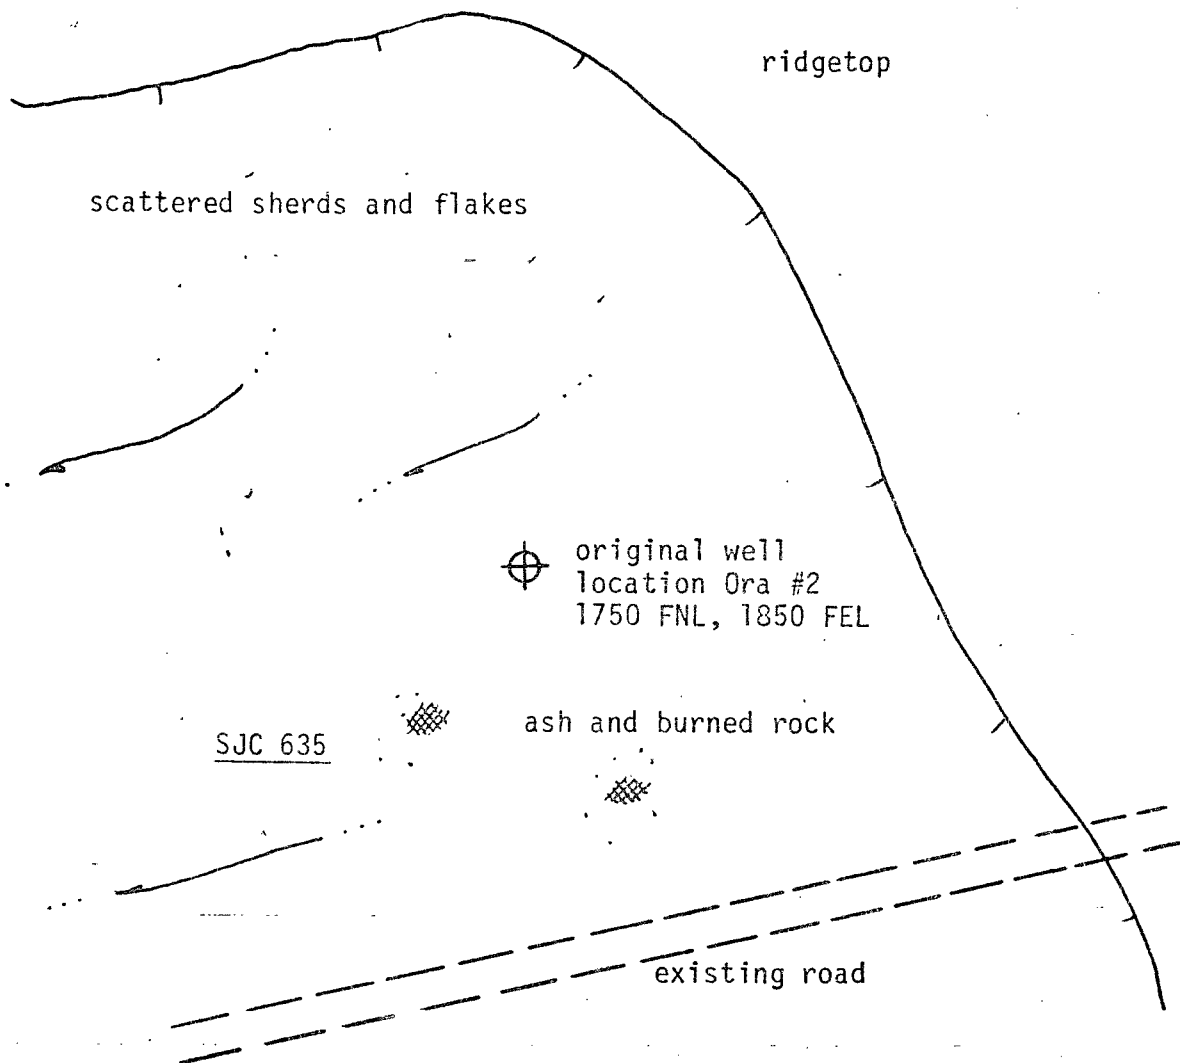 ridgetop
scattered sherds and flakes
original well
location Ora #2
1750 FNL, 1850 FEL
ash and burned rock
SJC 635
existing road